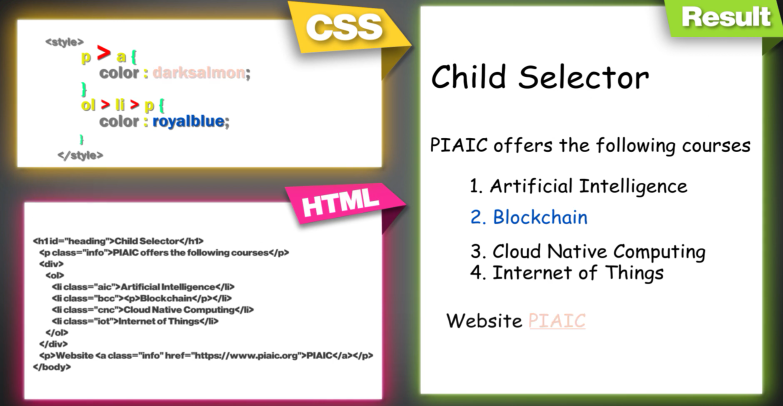 CSS
<style>
p > a {
color : darksalmon;
}
ol > li > p {
color : royalblue;
}
</style>
HTML
<h1 id="heading">Child Selector</h1>
<p class="info">PIAIC offers the following courses</p>
<div>
<ol>
<li class="aic">Artificial Intelligence</li>
<li class="bcc"><p>Blockchain</p></li>
<li class="cnc">Cloud Native Computing</li>
<li class="iot">Internet of Things</li>
</ol>
</div>
<p>Website <a class="info" href="https://www.piaic.org">PIAIC</a></p>
</body>
Result
Child Selector
PIAIC offers the following courses
1. Artificial Intelligence
2. Blockchain
3. Cloud Native Computing
4. Internet of Things
Website PIAIC